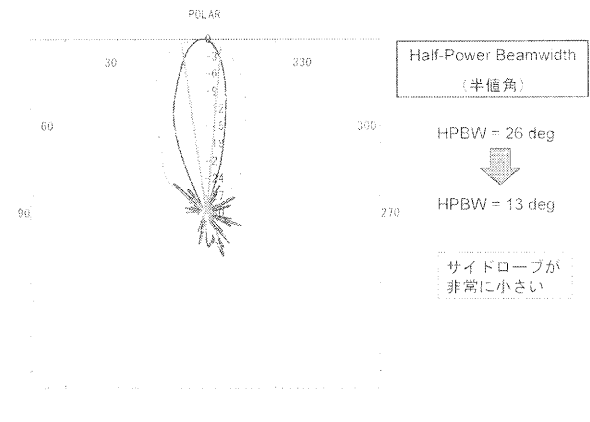 POLAR
0
30
330
60
300
90
270
Half-Power Beamwidth
(半値角)
HPBW = 26 deg
HPBW = 13 deg
サイドローブが
非常に小さい